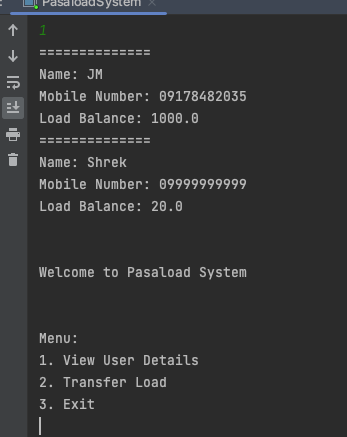 PasaloadSystem
1
==============
Name: JM
Mobile Number: 09178482035
Load Balance: 1000.0
==============
Name: Shrek
Mobile Number: 09999999999
Load Balance: 20.0
Welcome to Pasaload System
Menu:
1. View User Details
2. Transfer Load
3. Exit